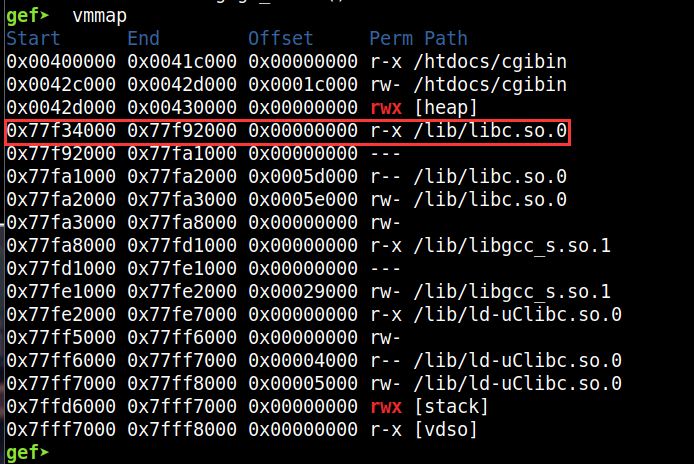 gef➤  vmmap
Start      End        Offset     Perm Path
0x00400000 0x0041c000 0x00000000 r-x /htdocs/cgibin
0x0042c000 0x0042d000 0x0001c000 rw- /htdocs/cgibin
0x0042d000 0x00430000 0x00000000 rwx [heap]
0x77f34000 0x77f92000 0x00000000 r-x /lib/libc.so.0
0x77f92000 0x77fa1000 0x00000000 ---
0x77fa1000 0x77fa2000 0x0005d000 r-- /lib/libc.so.0
0x77fa2000 0x77fa3000 0x0005e000 rw- /lib/libc.so.0
0x77fa3000 0x77fa8000 0x00000000 rw-
0x77fa8000 0x77fd1000 0x00000000 r-x /lib/libgcc_s.so.1
0x77fd1000 0x77fe1000 0x00000000 ---
0x77fe1000 0x77fe2000 0x00029000 rw- /lib/libgcc_s.so.1
0x77fe2000 0x77fe7000 0x00000000 r-x /lib/ld-uClibc.so.0
0x77ff5000 0x77ff6000 0x00000000 rw-
0x77ff6000 0x77ff7000 0x00004000 r-- /lib/ld-uClibc.so.0
0x77ff7000 0x77ff8000 0x00005000 rw- /lib/ld-uClibc.so.0
0x7ffd6000 0x7fff7000 0x00000000 rwx [stack]
0x7fff7000 0x7fff8000 0x00000000 r-x [vdso]
gef➤